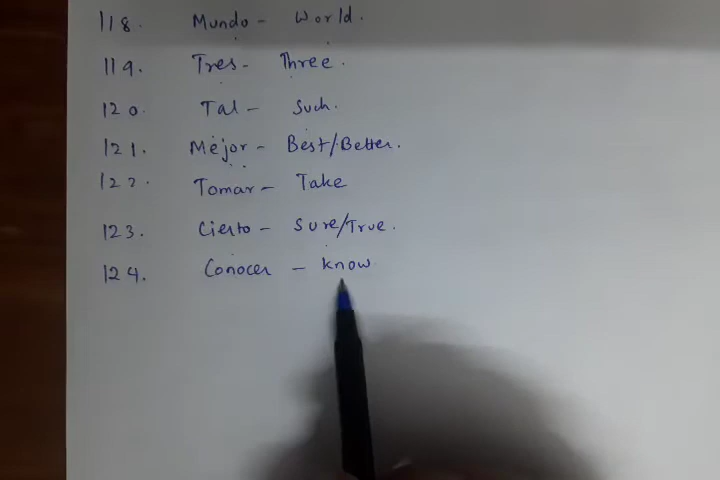 118. Mundo - World.
119. Tres - Three.
120. Tal - Such.
121. Mejor - Best/Better.
122. Tomar - Take
123. Cierto - Sure/True.
124. Conocer - know